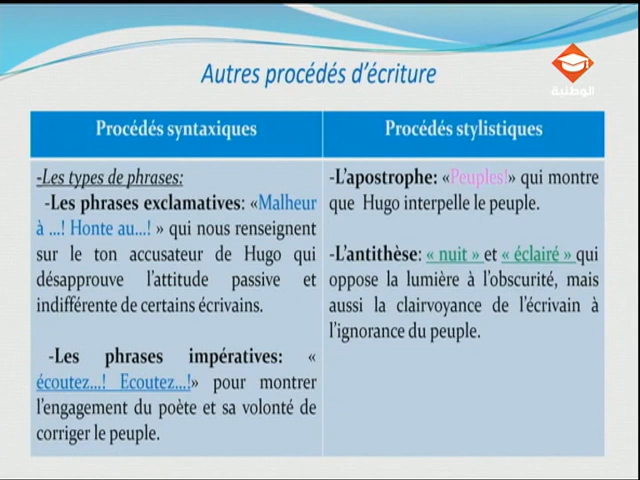 Autres procédés d'écriture
الوطنية
Procédés syntaxiques
-Les types de phrases:
-Les phrases exclamatives: «Malheur
à ...! Honte au...! » qui nous renseignent
sur le ton accusateur de Hugo qui
désapprouve l'attitude passive et
indifférente de certains écrivains.
-Les phrases impératives: «
écoutez...! Ecoutez...!» pour montrer
l'engagement du poète et sa volonté de
corriger le peuple.
Procédés stylistiques
-L'apostrophe: «Peuples!» qui montre
que Hugo interpelle le peuple.
-L'antithèse: « nuit » et « éclairé » qui
oppose la lumière à l'obscurité, mais
aussi la clairvoyance de l'écrivain à
l'ignorance du peuple.